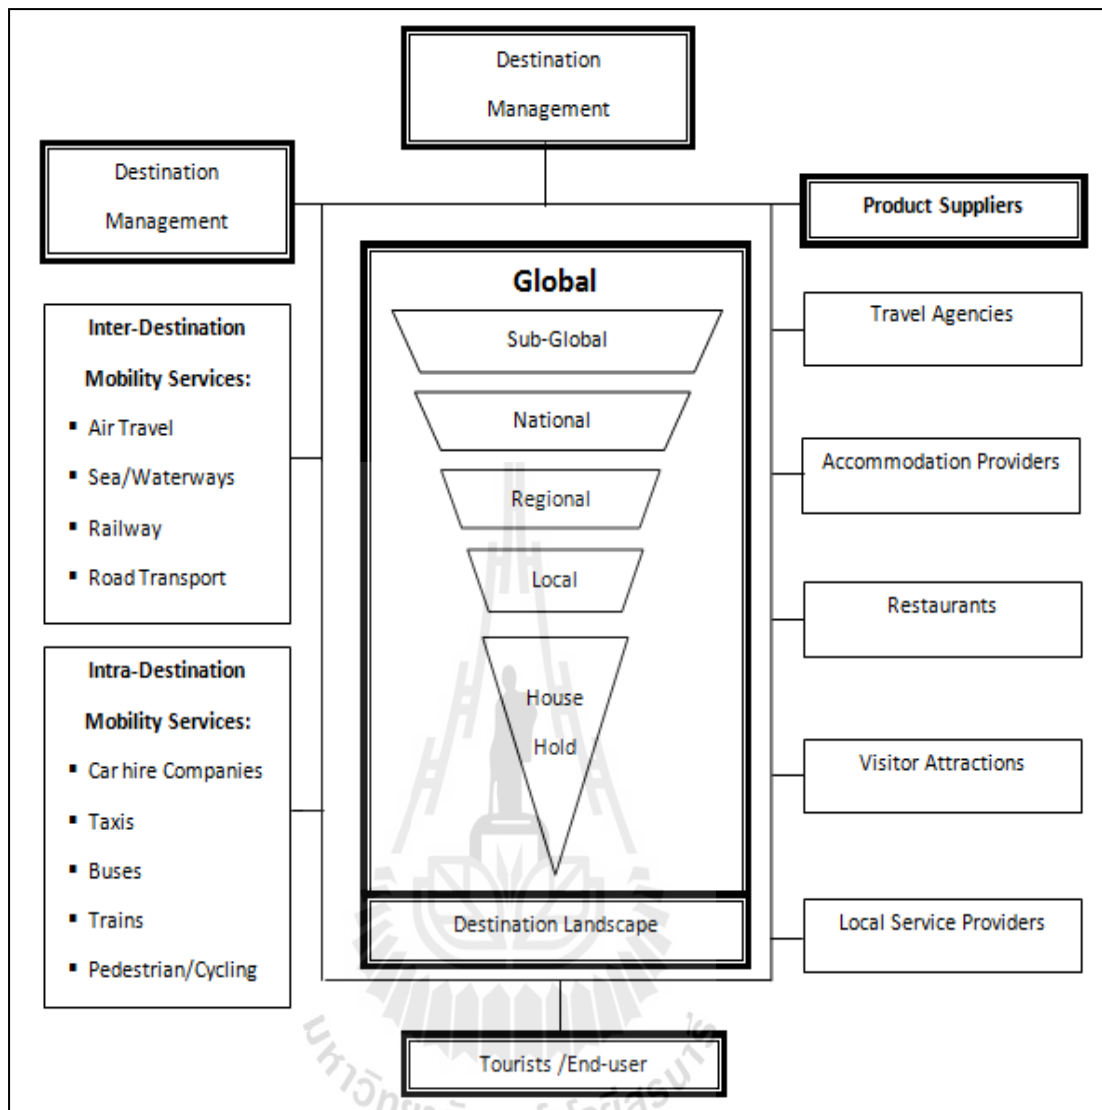 Destination
Management
Destination
Management
Product Suppliers
Inter-Destination
Mobility Services:
▪ Air Travel
▪ Sea/Waterways
▪ Railway
▪ Road Transport
Intra-Destination
Mobility Services:
▪ Car hire Companies
▪ Taxis
▪ Buses
▪ Trains
▪ Pedestrian/Cycling
Global
Sub-Global
National
Regional
Local
House
Hold
Destination Landscape
Travel Agencies
Accommodation Providers
Restaurants
Visitor Attractions
Local Service Providers
Tourists /End-user